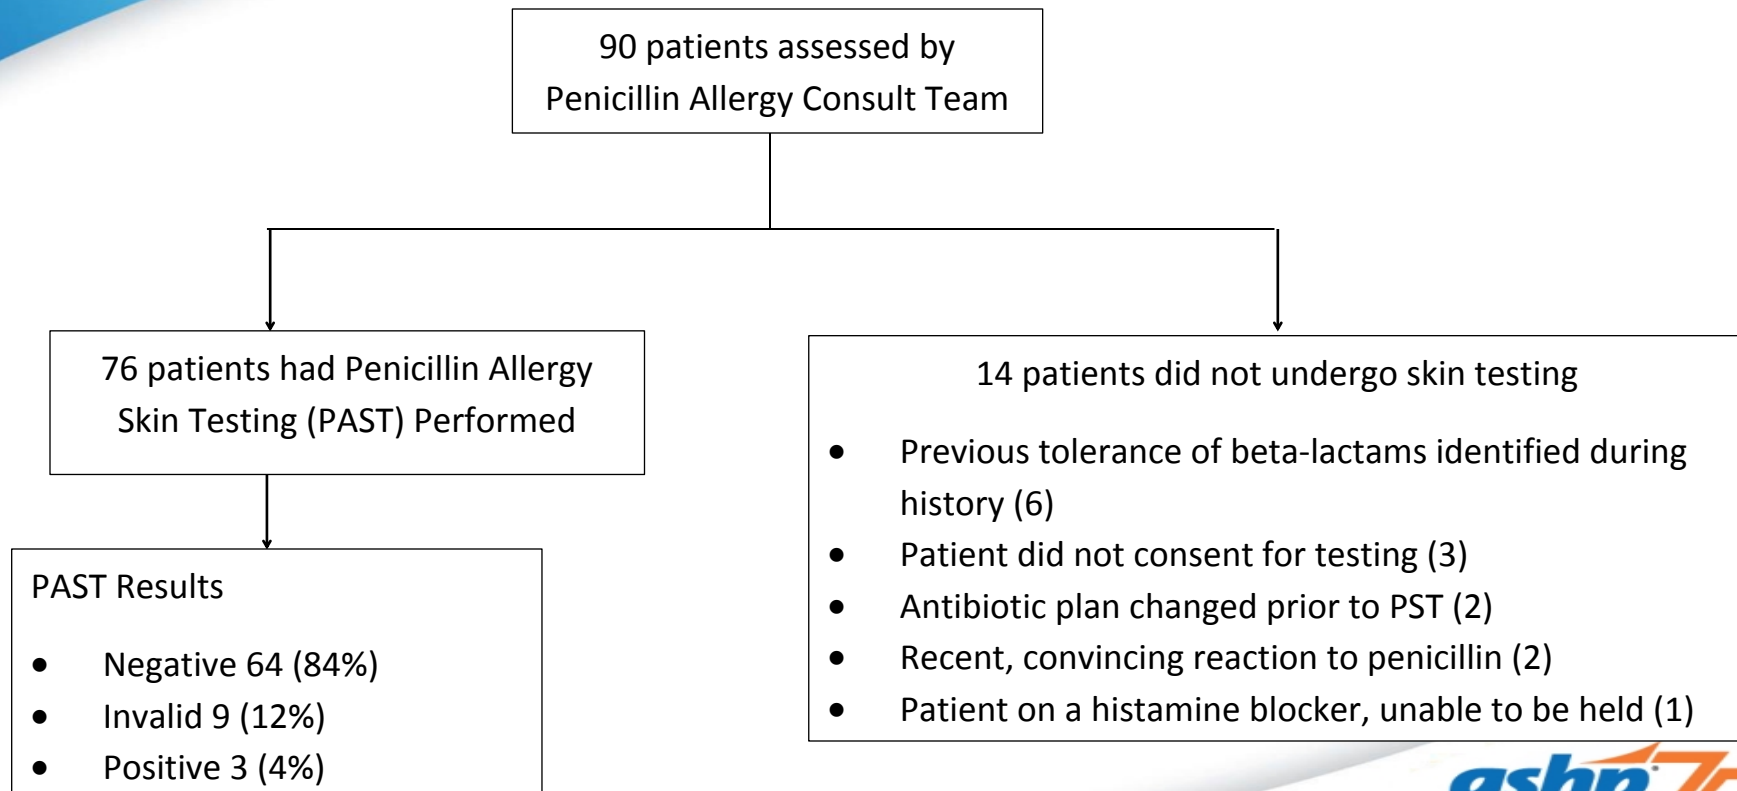 90 patients assessed by
Penicillin Allergy Consult Team
76 patients had Penicillin Allergy
Skin Testing (PAST) Performed
PAST Results
• Negative 64 (84%)
• Invalid 9 (12%)
• Positive 3 (4%)
14 patients did not undergo skin testing
• Previous tolerance of beta-lactams identified during
history (6)
• Patient did not consent for testing (3)
• Antibiotic plan changed prior to PST (2)
• Recent, convincing reaction to penicillin (2)
• Patient on a histamine blocker, unable to be held (1)
ashp